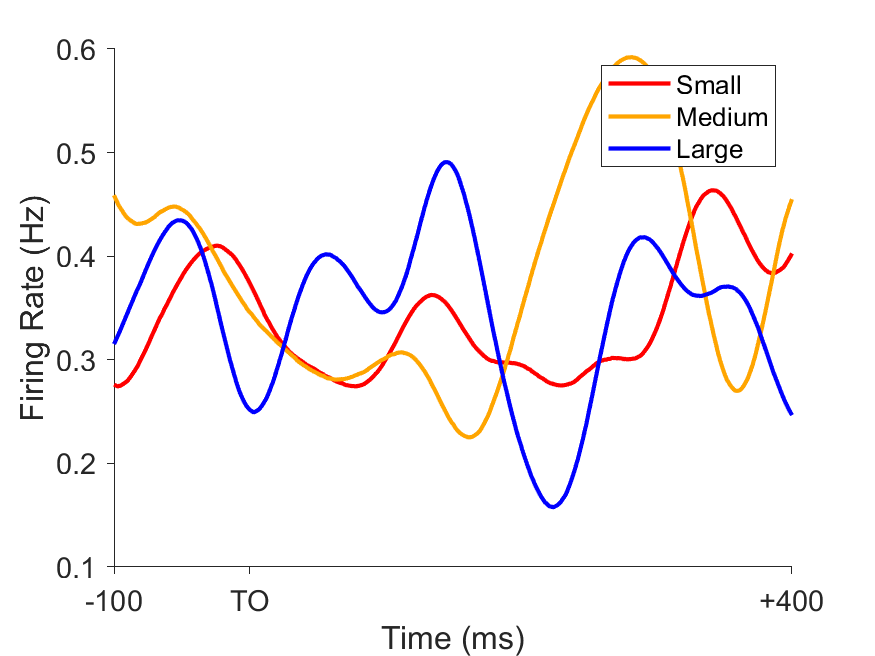 0.6
0.5
0.4
0.3
0.2
0.1
Firing Rate (Hz)
Small
Medium
Large
-100 TO +400
Time (ms)